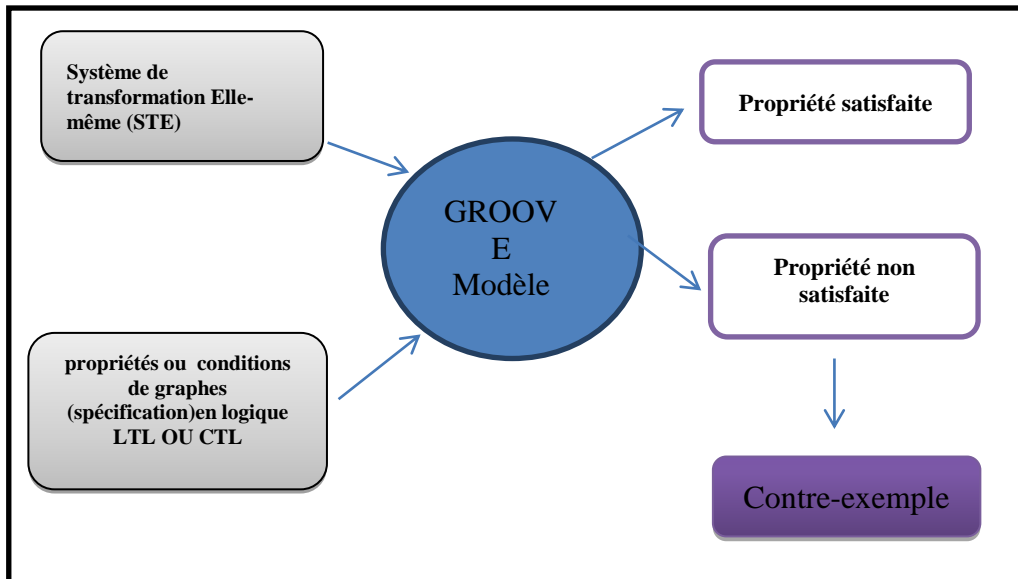 Système de
transformation Elle-
même (STE)
propriétés ou conditions
de graphes
(spécification)en logique
LTL OU CTL
GROOV
E
Modèle
Propriété satisfaite
Propriété non
satisfaite
Contre-exemple